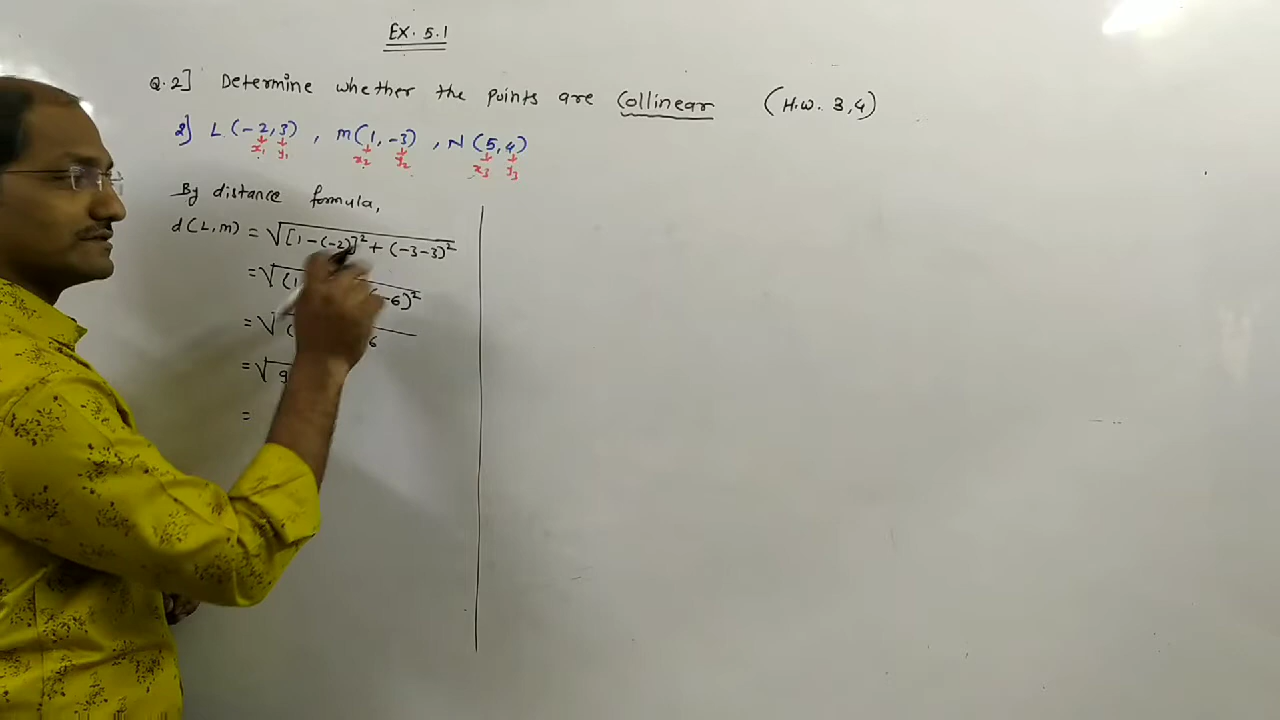 EX. 5.1
Q.2] Determine whether the points are Collinear (H.W. 3,4)
2] L(-2,3), M(1,-3), N(5,4)
x₁ y₁ x₂ y₂ x₃ y₃
By distance formula,
d(L,M) = √[1-(-2)]²+(-3-3)²
= √(1 -6)²
= √( 6
= √9
=